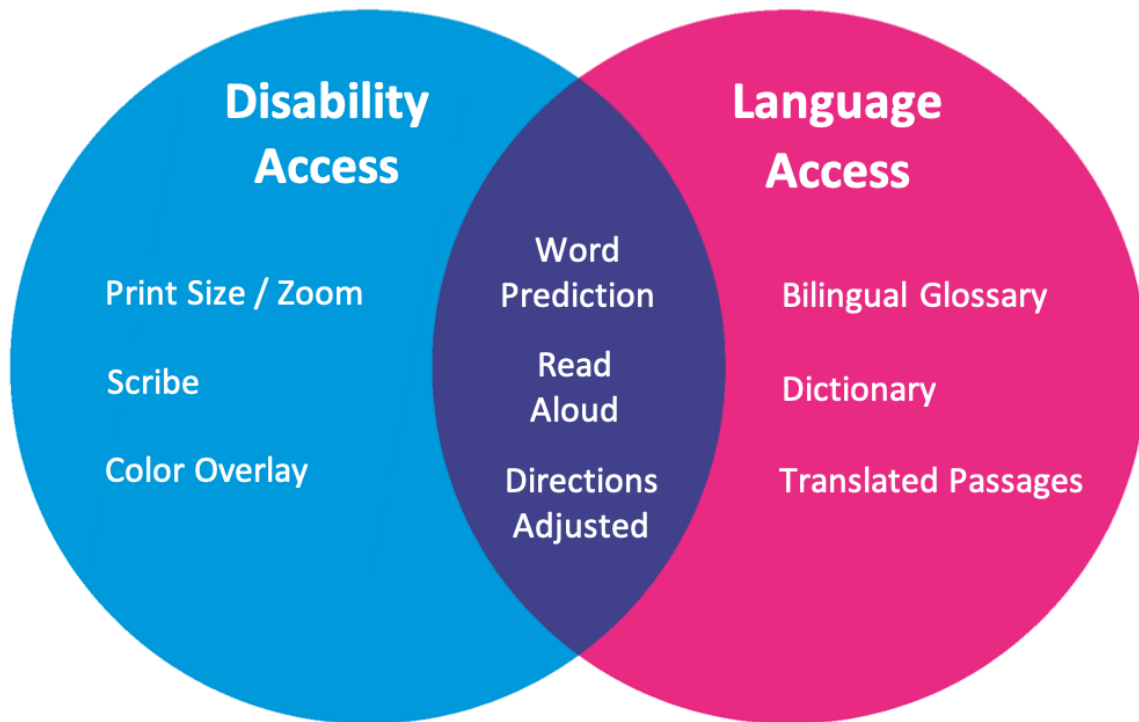 Disability
Access
Print Size / Zoom
Scribe
Color Overlay
Word
Prediction
Read
Aloud
Directions
Adjusted
Language
Access
Bilingual Glossary
Dictionary
Translated Passages